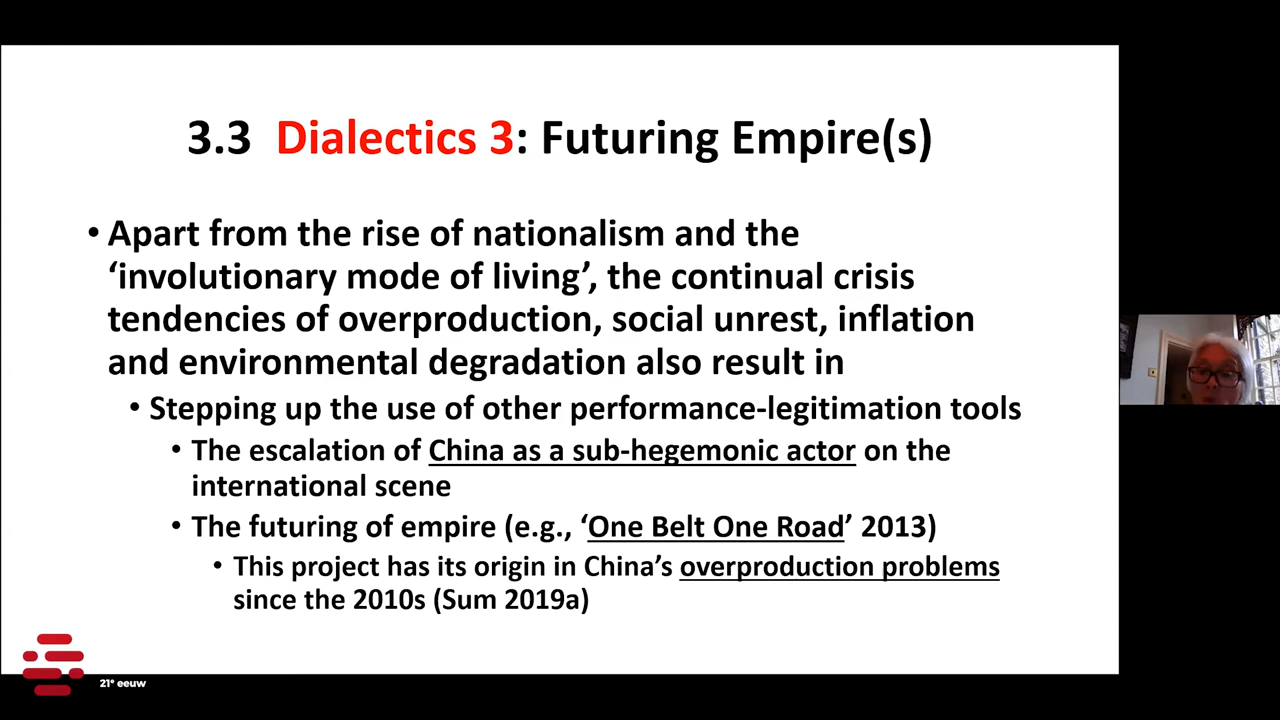 3.3 Dialectics 3: Futuring Empire(s)
• Apart from the rise of nationalism and the
‘involutionary mode of living’, the continual crisis
tendencies of overproduction, social unrest, inflation
and environmental degradation also result in
• Stepping up the use of other performance-legitimation tools
• The escalation of China as a sub-hegemonic actor on the
international scene
• The futuring of empire (e.g., ‘One Belt One Road’ 2013)
• This project has its origin in China’s overproduction problems
since the 2010s (Sum 2019a)
21e eeuw